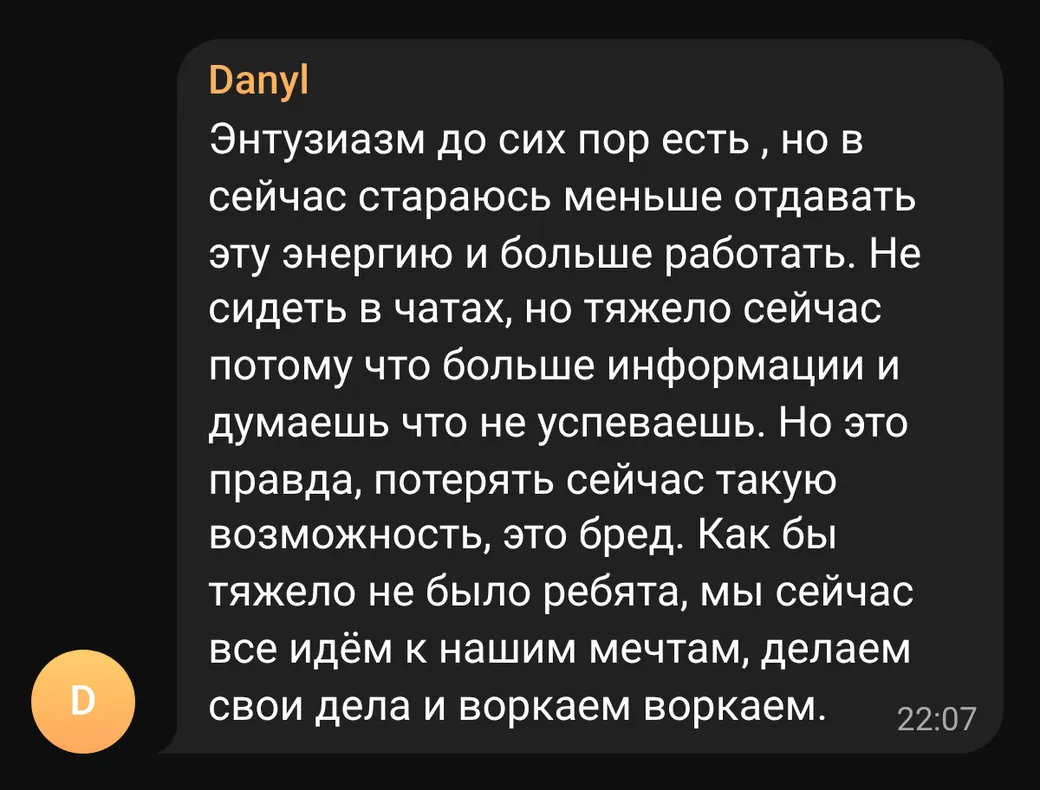 Danyl
Энтузиазм до сих пор есть , но в
сейчас стараюсь меньше отдавать
эту энергию и больше работать. Не
сидеть в чатах, но тяжело сейчас
потому что больше информации и
думаешь что не успеваешь. Но это
правда, потерять сейчас такую
возможность, это бред. Как бы
тяжело не было ребята, мы сейчас
все идём к нашим мечтам, делаем
свои дела и воркаем воркаем.
22:07
D